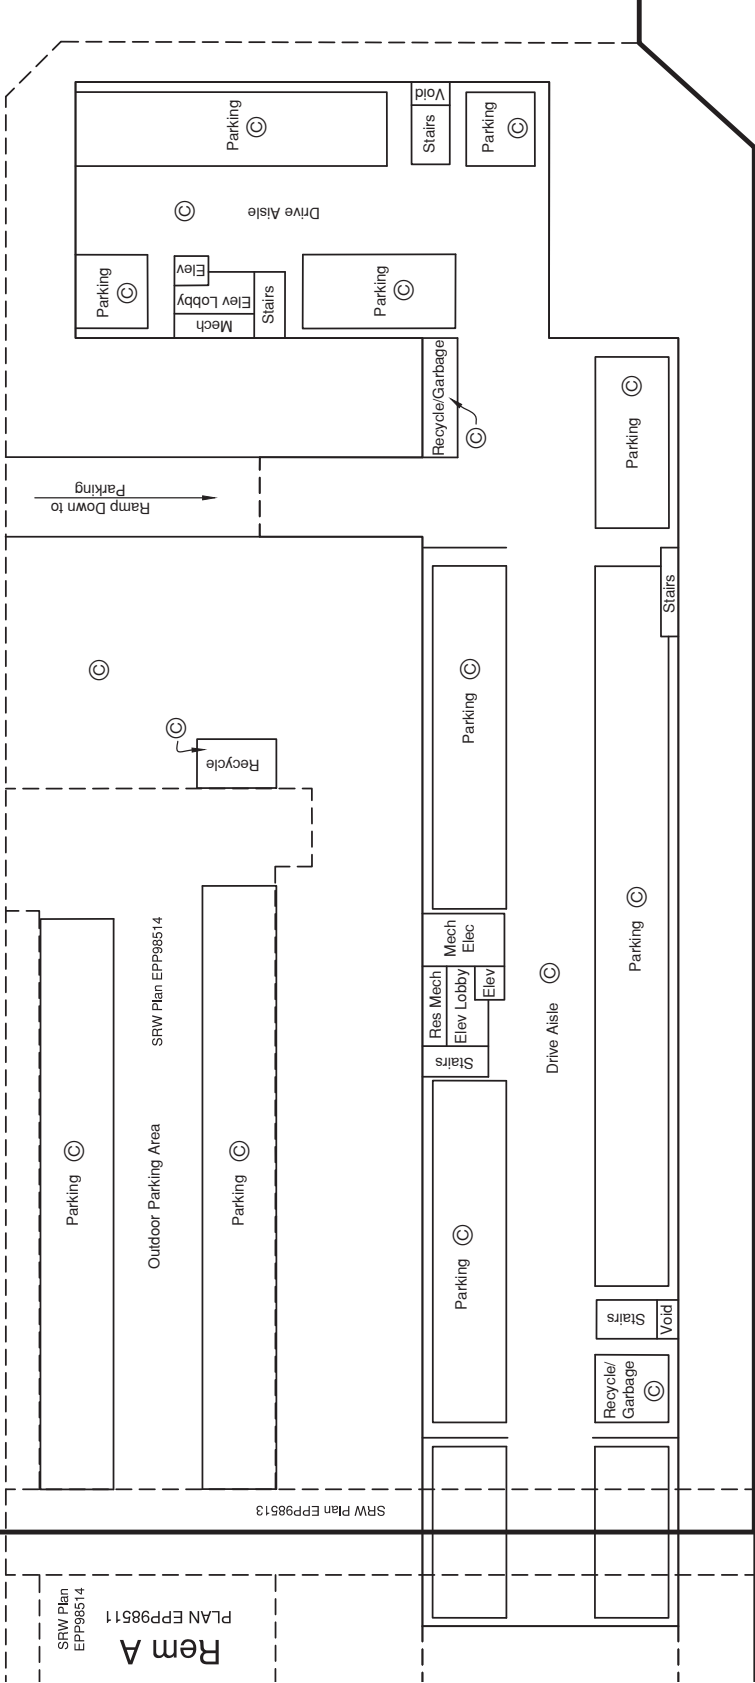 Parking ©
Void
Stairs
Parking ©
© Drive Aisle
Parking ©
Elev
Elev Lobby
Mech
Stairs
Parking ©
Recycle/Garbage
©
Parking ©
Ramp Down to
Parking
Stairs
©
Parking ©
©
Recycle
Parking ©
Mech
Elec
SRW Plan EPP98514
Res Mech
Elev Lobby
Elev
Stairs
Drive Aisle ©
Parking ©
Outdoor Parking Area
Parking ©
Parking ©
Stairs
Void
Recycle/
Garbage
©
SRW Plan EPP98513
SRW Plan
EPP98514
PLAN EPP98511
Rem A